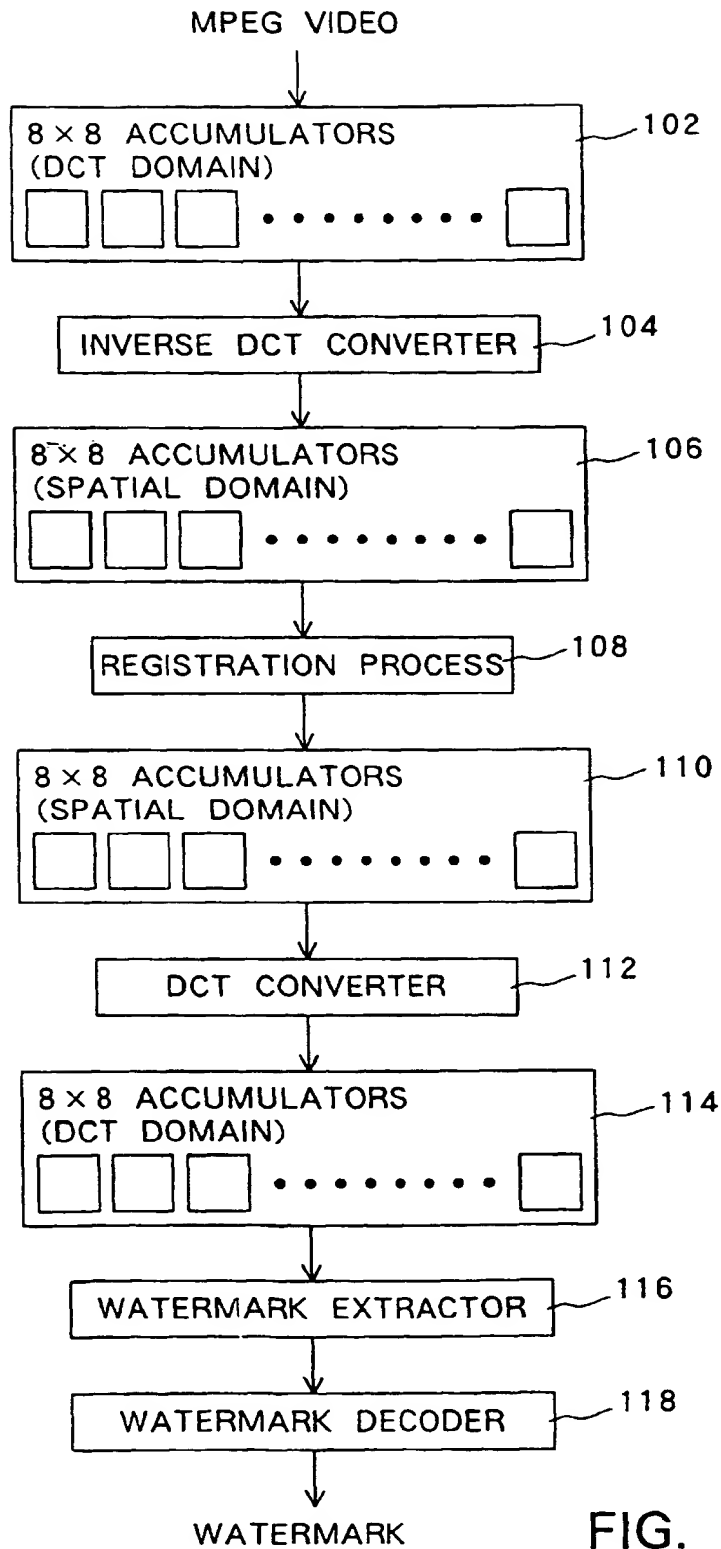 MPEG VIDEO
8 × 8 ACCUMULATORS
(DCT DOMAIN)
102
INVERSE DCT CONVERTER
104
8 × 8 ACCUMULATORS
(SPATIAL DOMAIN)
106
REGISTRATION PROCESS
108
8 × 8 ACCUMULATORS
(SPATIAL DOMAIN)
110
DCT CONVERTER
112
8 × 8 ACCUMULATORS
(DCT DOMAIN)
114
WATERMARK EXTRACTOR
116
WATERMARK DECODER
118
WATERMARK
FIG.